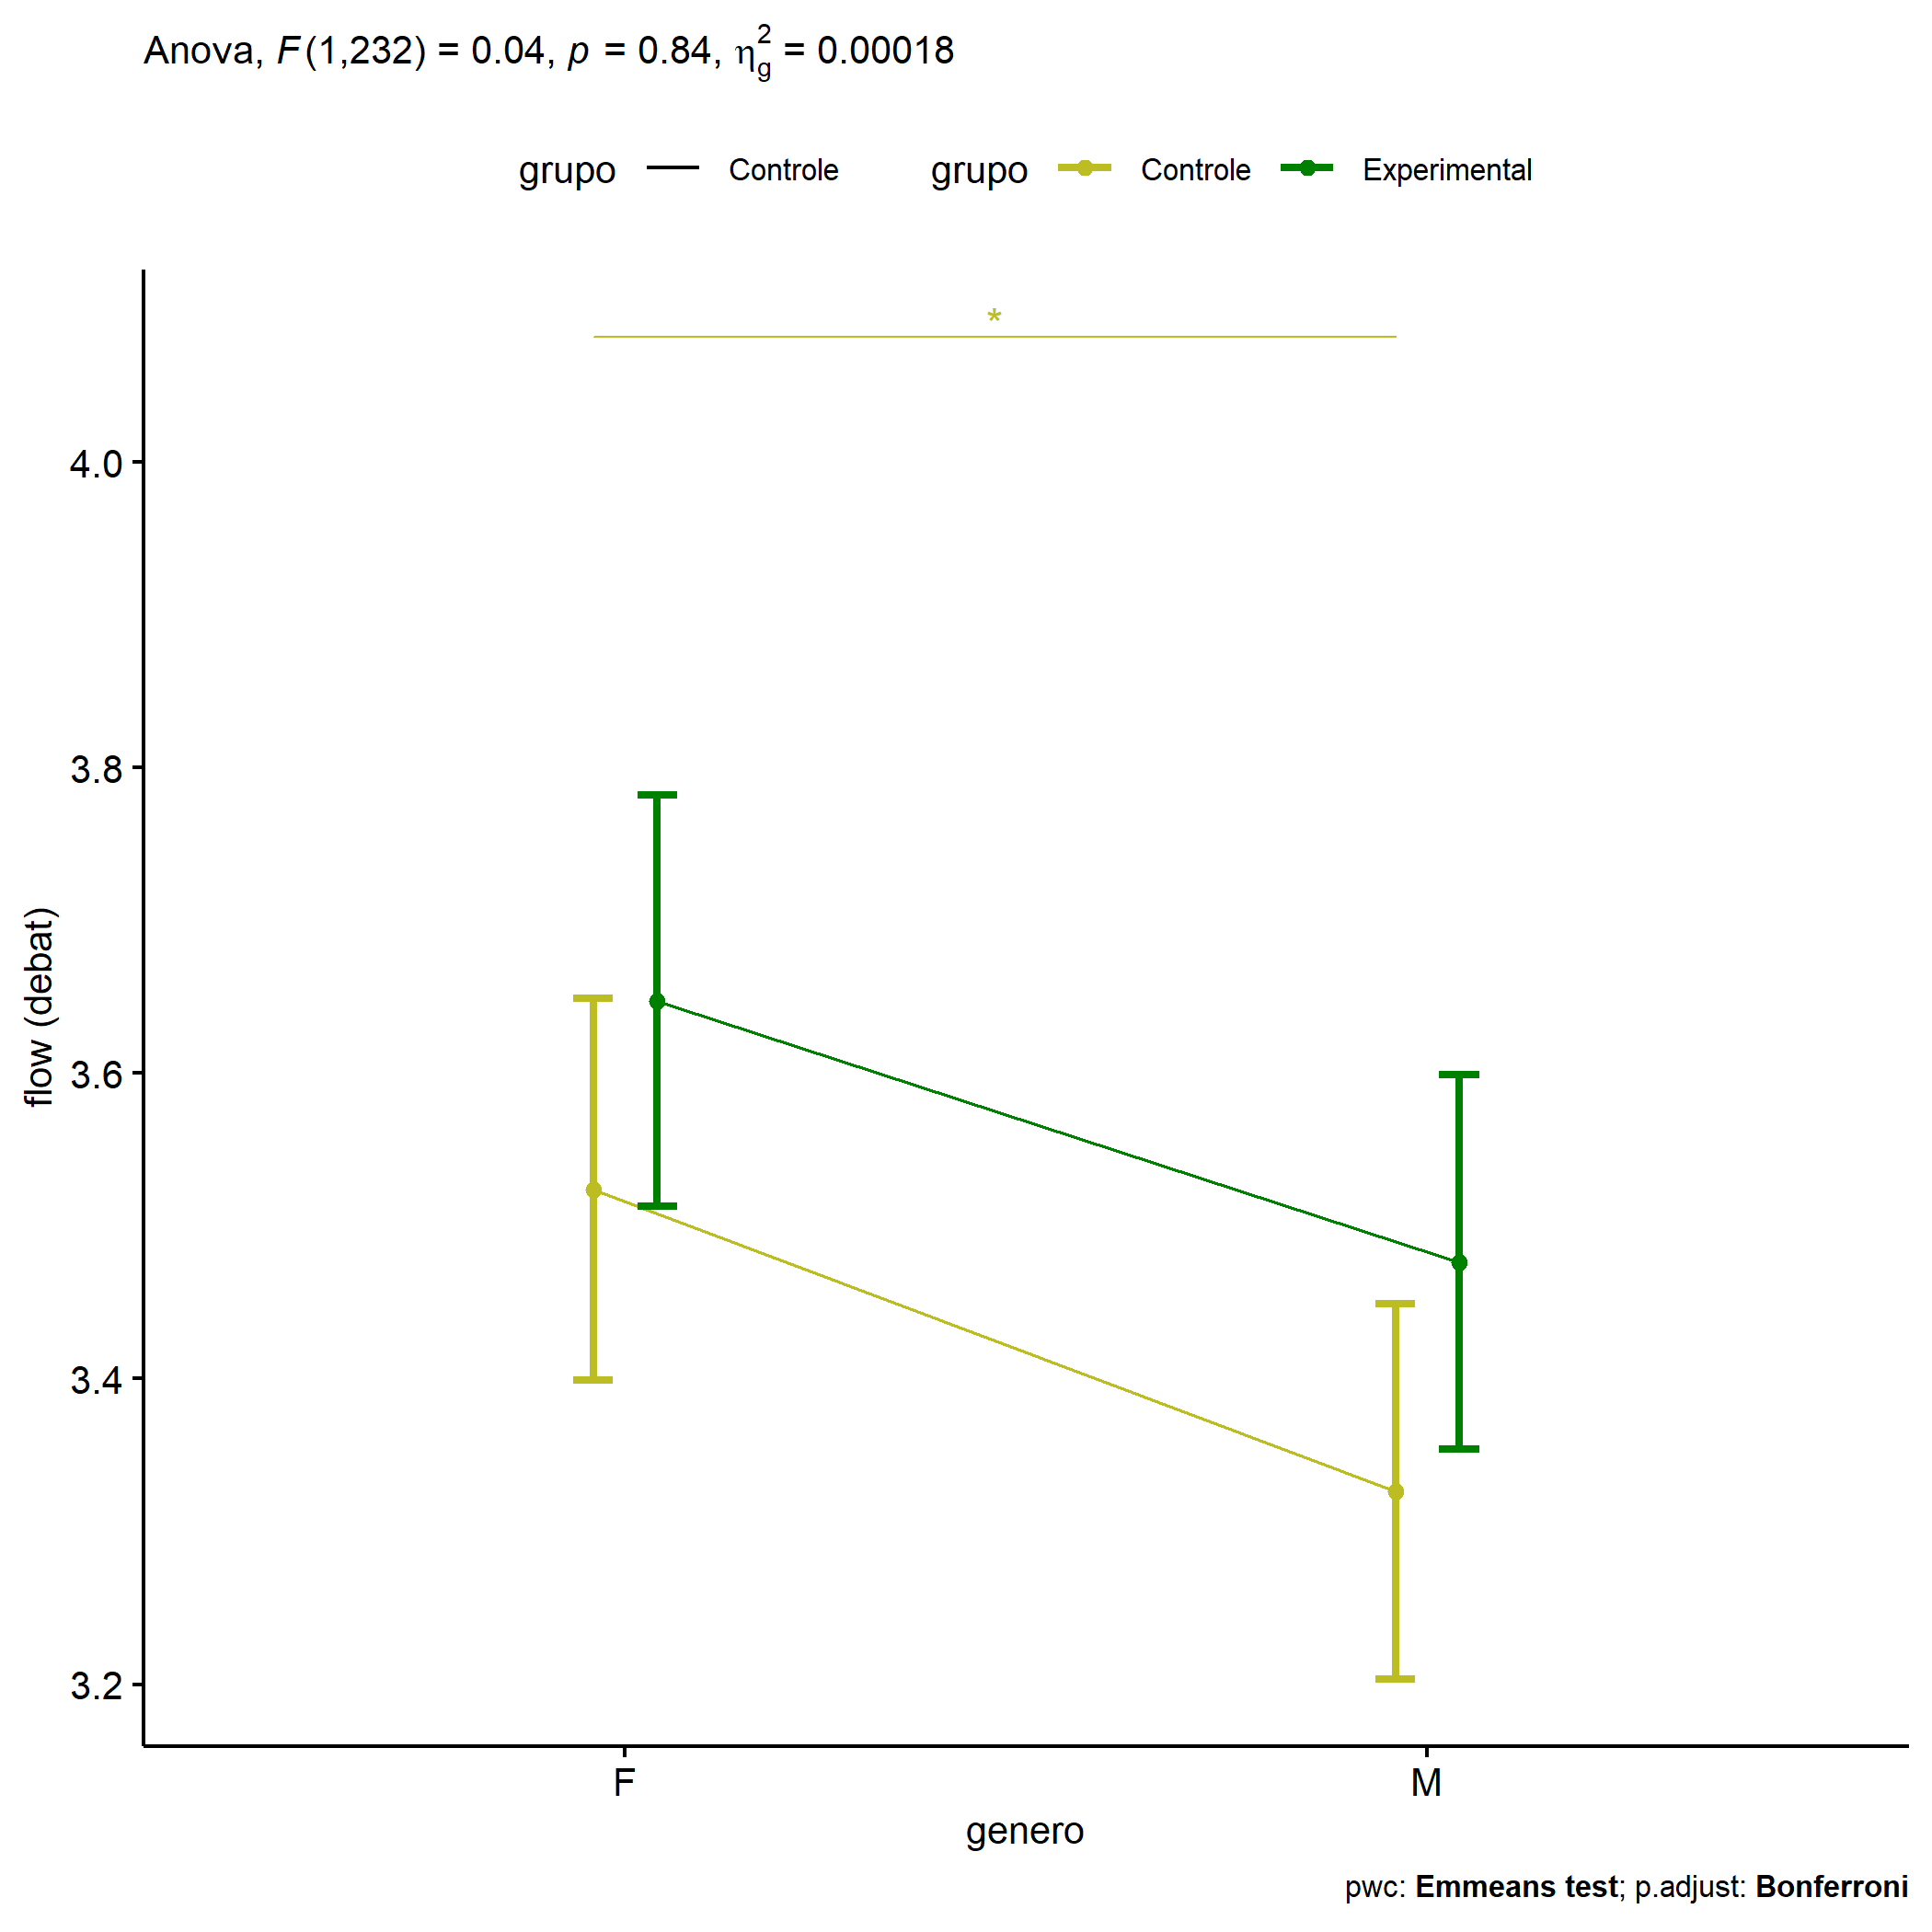 Anova, F(1,232) = 0.04, p = 0.84, η²g = 0.00018
grupo Controle grupo Controle Experimental
*
4.0
3.8
3.6
3.4
3.2
flow (debat)
F M
genero
pwc: Emmeans test; p.adjust: Bonferroni